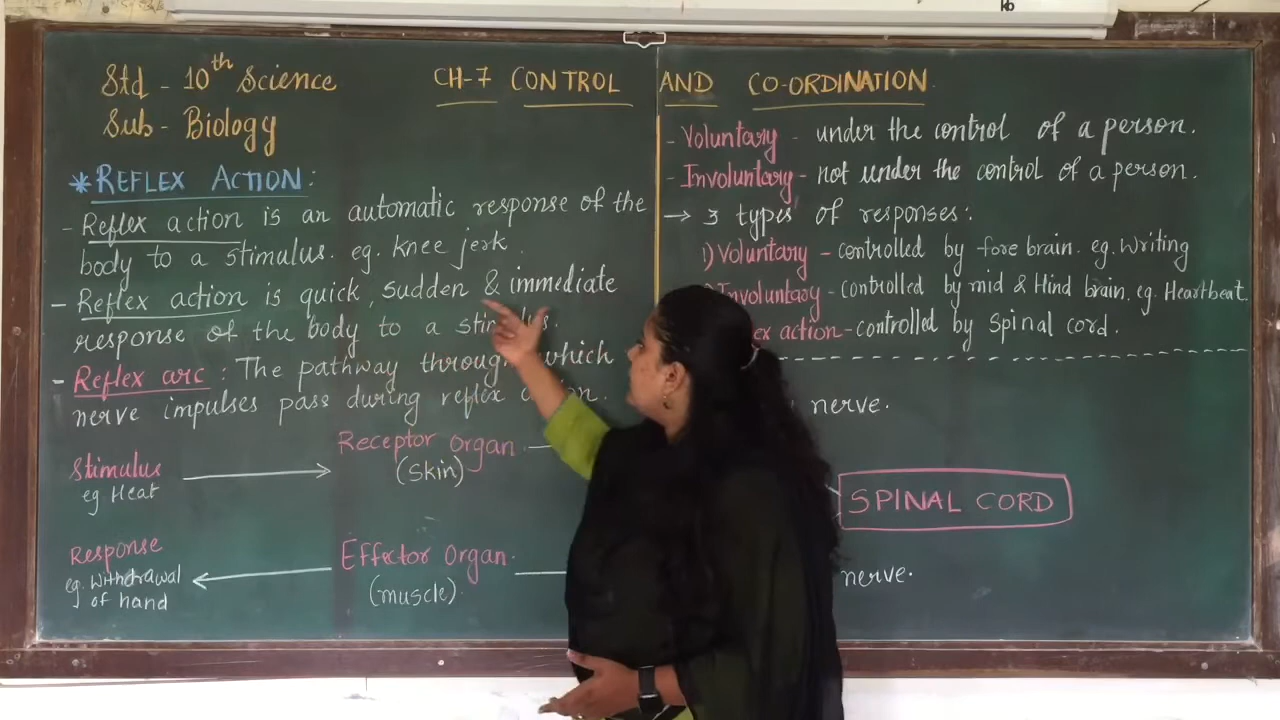 kb
Std - 10th Science
Sub - Biology
CH-7 CONTROL AND CO-ORDINATION
* REFLEX ACTION:
- Reflex action is an automatic response of the
body to a stimulus. eg. knee jerk.
- Reflex action is quick, sudden & immediate
response of the body to a stimulus.
- Reflex arc : The pathway through which
nerve impulses pass during reflex action.
Stimulus
eg Heat
Receptor organ
(Skin)
Response
eg. withdrawal
of hand
Effector Organ.
(muscle).
- Voluntary - under the control of a person.
- Involuntary - not under the control of a person.
→ 3 types of responses:
1) Voluntary - controlled by fore brain. eg. Writing
Involuntary - controlled by mid & Hind brain, eg. Heartbeat.
action - controlled by Spinal cord.
nerve.
SPINAL CORD
nerve.